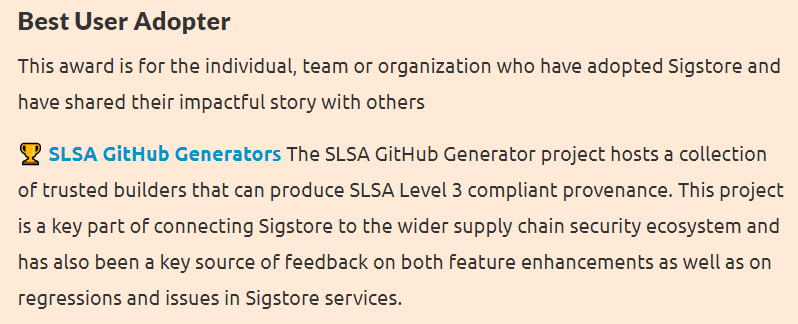 Best User Adopter
This award is for the individual, team or organization who have adopted Sigstore and
have shared their impactful story with others
🏆 SLSA GitHub Generators The SLSA GitHub Generator project hosts a collection
of trusted builders that can produce SLSA Level 3 compliant provenance. This project
is a key part of connecting Sigstore to the wider supply chain security ecosystem and
has also been a key source of feedback on both feature enhancements as well as on
regressions and issues in Sigstore services.